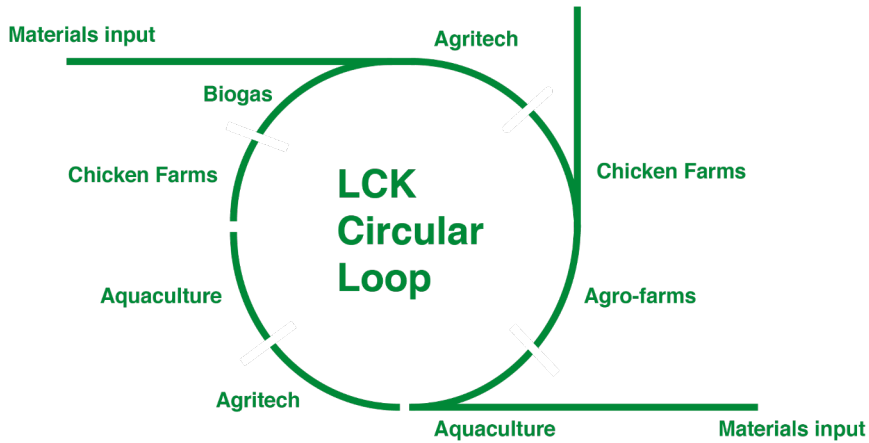 Materials input
Agritech
Biogas
Chicken Farms
Chicken Farms
LCK
Circular
Loop
Aquaculture
Agro-farms
Agritech
Aquaculture
Materials input